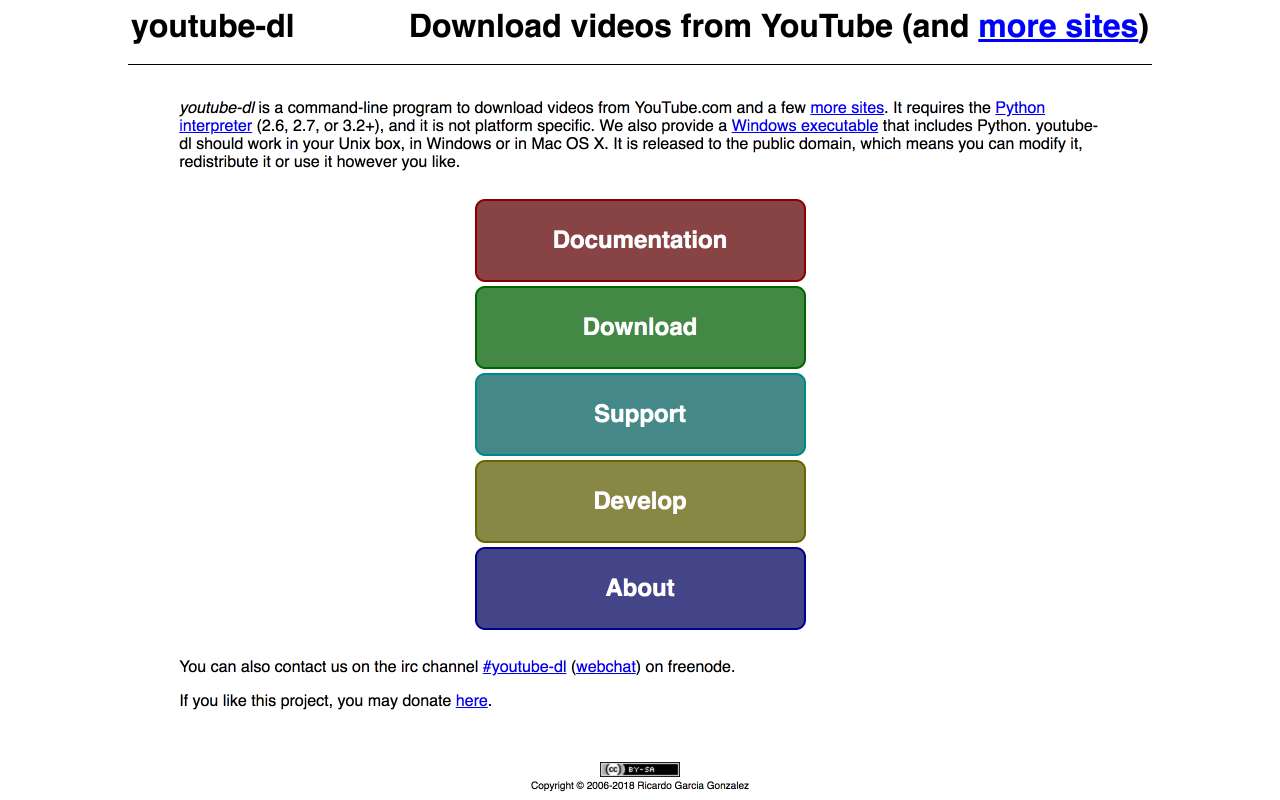 youtube-dl Download videos from YouTube (and more sites)
youtube-dl is a command-line program to download videos from YouTube.com and a few more sites. It requires the Python
interpreter (2.6, 2.7, or 3.2+), and it is not platform specific. We also provide a Windows executable that includes Python. youtube-
dl should work in your Unix box, in Windows or in Mac OS X. It is released to the public domain, which means you can modify it,
redistribute it or use it however you like.
Documentation
Download
Support
Develop
About
You can also contact us on the irc channel #youtube-dl (webchat) on freenode.
If you like this project, you may donate here.
cc BY-SA
Copyright © 2006-2018 Ricardo Garcia Gonzalez